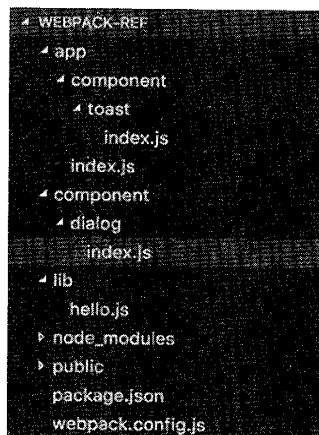 WEBPACK-REF
app
component
toast
index.js
index.js
component
dialog
index.js
lib
hello.js
node_modules
public
package.json
webpack.config.js